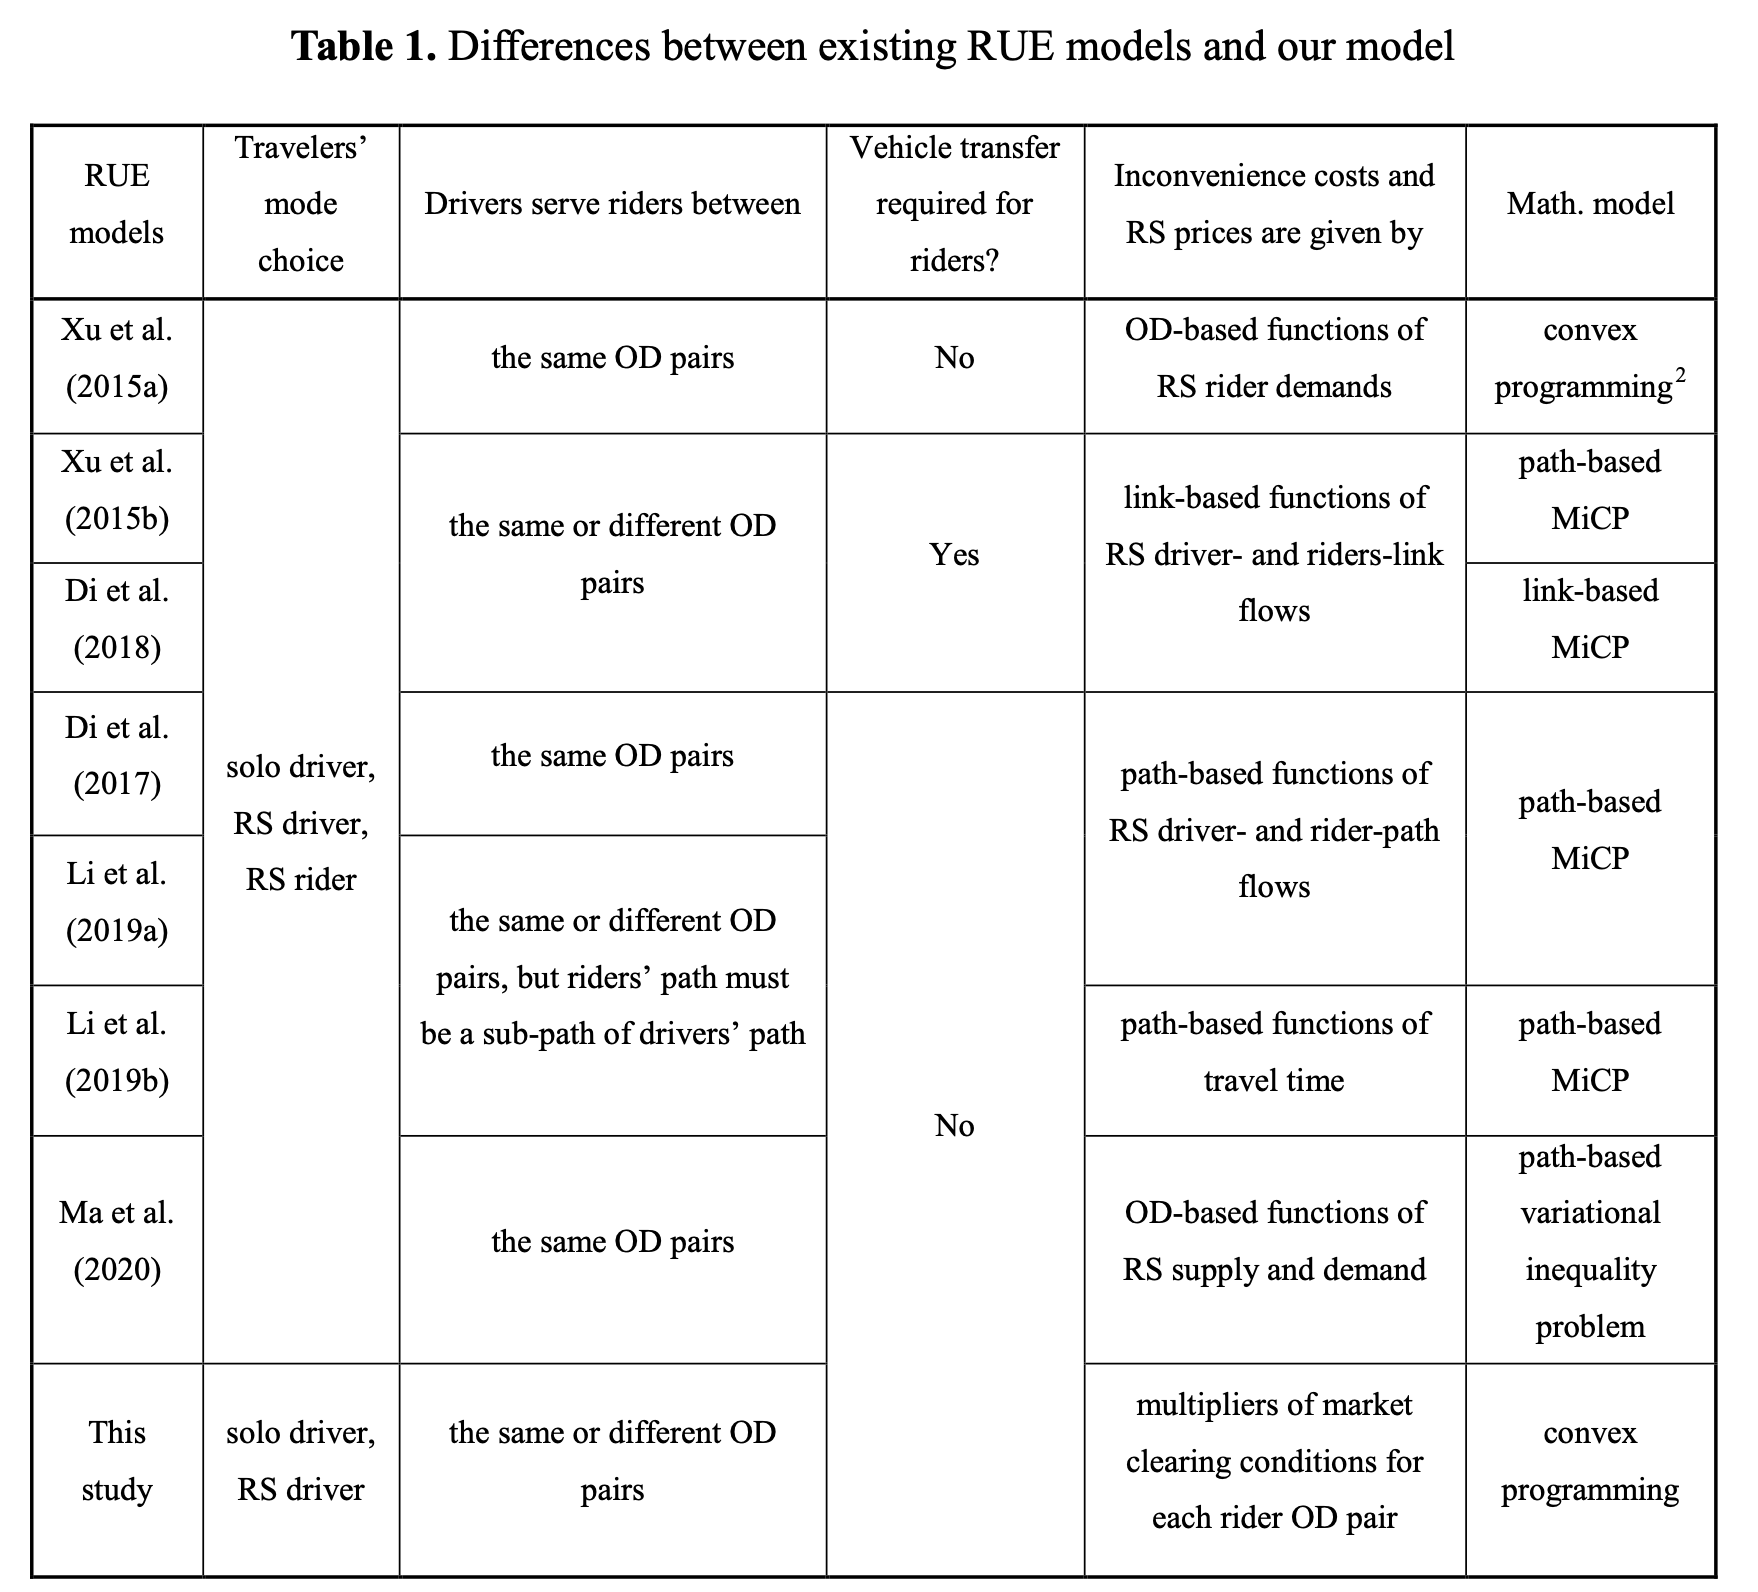 Table 1. Differences between existing RUE models and our model
RUE
models
Travelers’
mode
choice
Drivers serve riders between
Vehicle transfer
required for
riders?
Inconvenience costs and
RS prices are given by
Math. model
Xu et al.
(2015a)
solo driver,
RS driver,
RS rider
the same OD pairs
No
OD-based functions of
RS rider demands
convex
programming2
Xu et al.
(2015b)
the same or different OD
pairs
Yes
link-based functions of
RS driver- and riders-link
flows
path-based
MiCP
Di et al.
(2018)
link-based
MiCP
Di et al.
(2017)
the same OD pairs
No
path-based functions of
RS driver- and rider-path
flows
path-based
MiCP
Li et al.
(2019a)
the same or different OD
pairs, but riders’ path must
be a sub-path of drivers’ path
Li et al.
(2019b)
path-based functions of
travel time
path-based
MiCP
Ma et al.
(2020)
the same OD pairs
OD-based functions of
RS supply and demand
path-based
variational
inequality
problem
This
study
solo driver,
RS driver
the same or different OD
pairs
multipliers of market
clearing conditions for
each rider OD pair
convex
programming